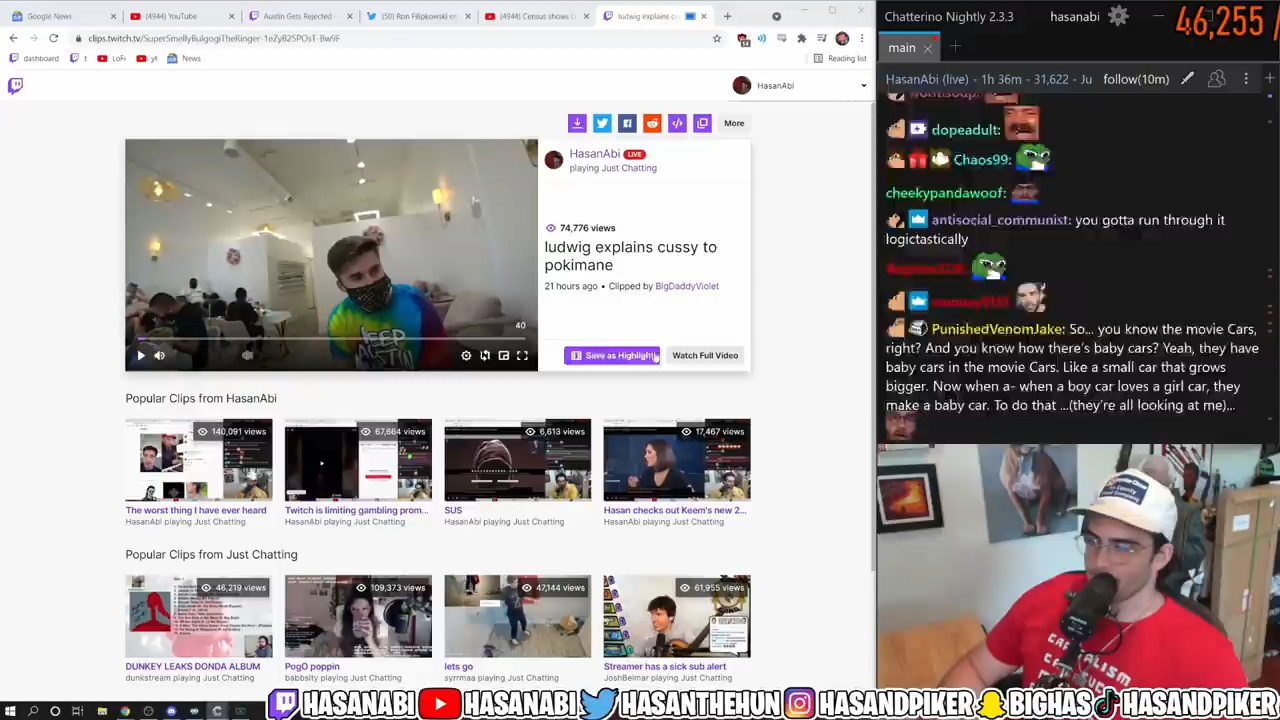 Google News
(4944) YouTube
Austin Gets Rejected
(50) Ron Filipkowski on
(4944) Census shows
ludwig explains
clips.twitch.tv/SuperSmellyBulgogiTheRinger-1eZyB25POsT-8w9F
dashboard
t
LoFi
yt
News
Reading list
HasanAbi
More
HasanAbi LIVE
playing Just Chatting
74,776 views
ludwig explains cussy to
pokimane
21 hours ago • Clipped by BigDaddyViolet
40
Save as Highlight
Watch Full Video
Popular Clips from HasanAbi
140,091 views
67,664 views
6,613 views
17,467 views
The worst thing I have ever heard
Twitch is limiting gambling prom...
SUS
Hasan checks out Keem's new 2...
HasanAbi playing Just Chatting
HasanAbi playing Just Chatting
HasanAbi playing Just Chatting
HasanAbi playing Just Chatting
Popular Clips from Just Chatting
46,219 views
109,373 views
47,144 views
61,955 views
DUNKEY LEAKS DONDA ALBUM
PogO poppin
lets go
Streamer has a sick sub alert
dunkstream playing Just Chatting
babbsity playing Just Chatting
syrrmaa playing Just Chatting
JoshBelmar playing Just Chatting
Chatterino Nightly 2.3.3
hasanabi
46,255 /
main
HasanAbi (live) - 1h 36m - 31,622 - Ju
follow(10m)
dopeadult:
Chaos99:
cheekypandawoof:
antisocial_communist: you gotta run through it
logictastically
PunishedVenomJake: So... you know the movie Cars,
right? And you know how there's baby cars? Yeah, they have
baby cars in the movie Cars. Like a small car that grows
bigger. Now when a- when a boy car loves a girl car, they
make a baby car. To do that ...(they're all looking at me)...
HASANABI
HASANABI
HASANTHEHUN
HASANDPIKER
BIGHAS
HASANDPIKER